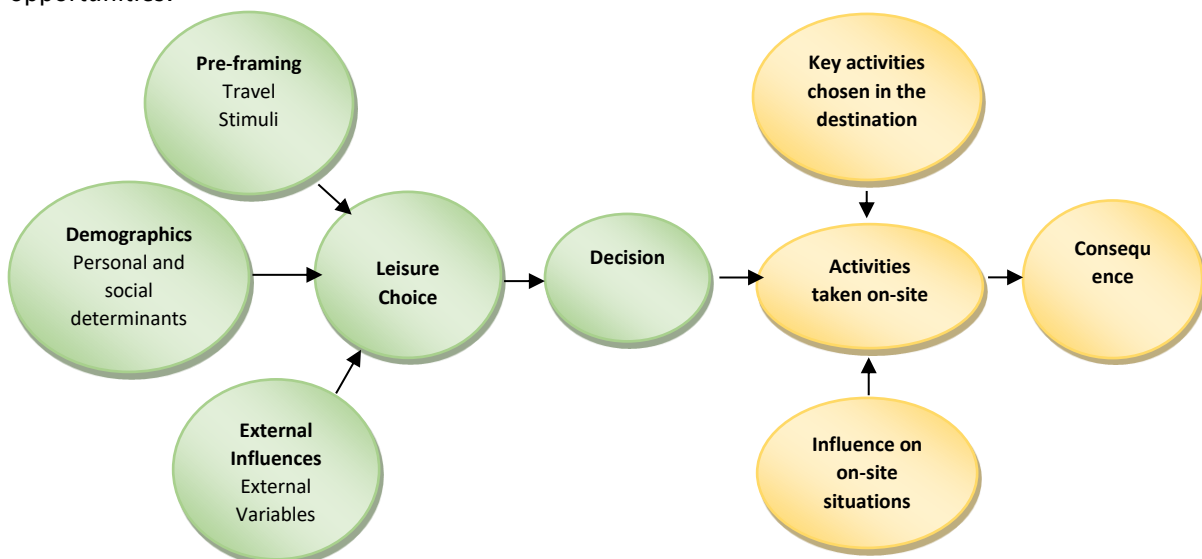 opportunities.
Pre-framing
Travel
Stimuli
Demographics
Personal and
social
determinants
External
Influences
External
Variables
Leisure
Choice
Decision
Key activities
chosen in the
destination
Activities
taken on-site
Influence on
on-site
situations
Consequ
ence